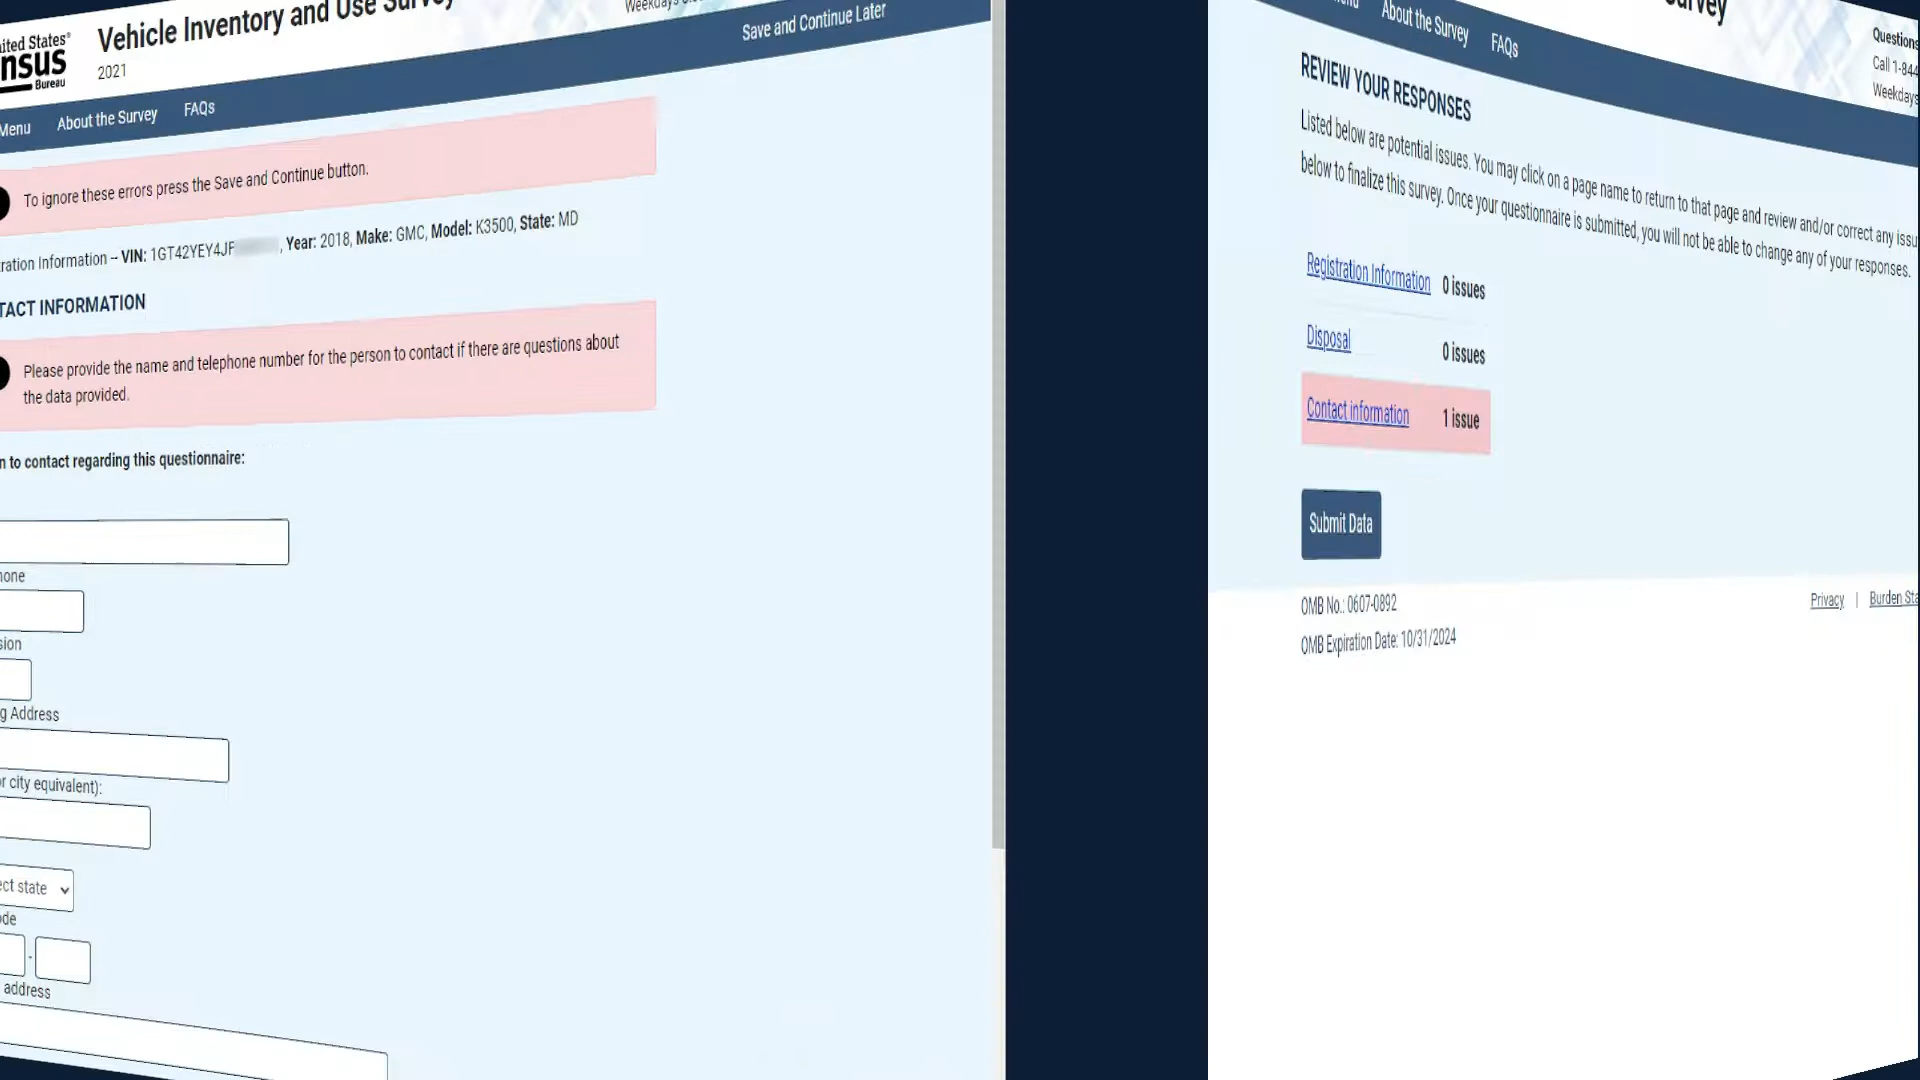 Vehicle Inventory and Use Survey
2021
United States®
Census
Bureau
Weekdays
Save and Continue Later
Menu
About the Survey
FAQs
To ignore these errors press the Save and Continue button.
ration Information -- VIN: 1GT42YEY4JF , Year: 2018, Make: GMC, Model: K3500, State: MD
TACT INFORMATION
Please provide the name and telephone number for the person to contact if there are questions about
the data provided.
n to contact regarding this questionnaire:
hone
sion
g Address
or city equivalent):
ect state
ode
-
address
Survey
About the Survey
FAQs
Questions
Call 1-844
Weekdays
REVIEW YOUR RESPONSES
Listed below are potential issues. You may click on a page name to return to that page and review and/or correct any issu
below to finalize this survey. Once your questionnaire is submitted, you will not be able to change any of your responses.
Registration Information 0 issues
Disposal 0 issues
Contact information 1 issue
Submit Data
OMB No.: 0607-0892
OMB Expiration Date: 10/31/2024
Privacy | Burden Sta